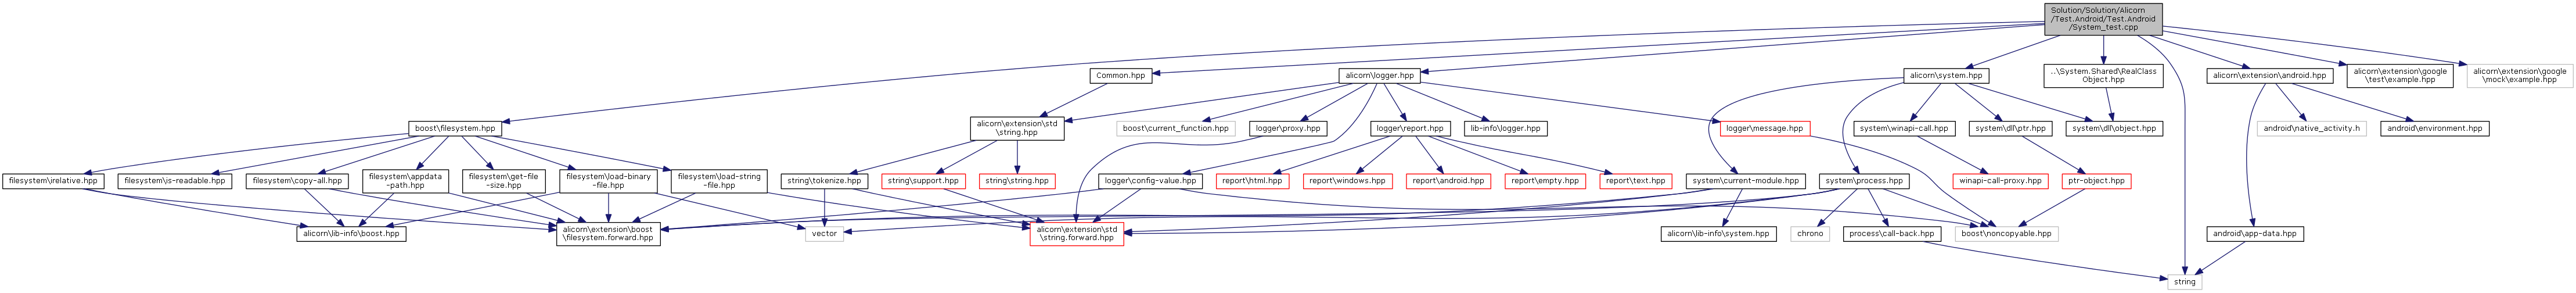 Solution/Solution/Alicorn
/Test.Android/Test.Android
/System_test.cpp
Common.hpp
alicorn\logger.hpp
alicorn\system.hpp
...\System.Shared\RealClass
Object.hpp
alicorn\extension\android.hpp
alicorn\extension\google
\test\example.hpp
alicorn\extension\google
\mock\example.hpp
boost\filesystem.hpp
alicorn\extension\std
\string.hpp
boost\current_function.hpp
logger\proxy.hpp
logger\report.hpp
lib-info\logger.hpp
logger\message.hpp
system\winapi-call.hpp
system\dll\ptr.hpp
system\dll\object.hpp
android\native_activity.h
android\environment.hpp
filesystem\irelative.hpp
filesystem\is-readable.hpp
filesystem\copy-all.hpp
filesystem\appdata
-path.hpp
filesystem\get-file
-size.hpp
filesystem\load-binary
-file.hpp
filesystem\load-string
-file.hpp
string\tokenize.hpp
string\support.hpp
string\string.hpp
logger\config-value.hpp
report\html.hpp
report\windows.hpp
report\android.hpp
report\empty.hpp
report\text.hpp
system\current-module.hpp
system\process.hpp
winapi-call-proxy.hpp
ptr-object.hpp
alicorn\lib-info\boost.hpp
alicorn\extension\boost
\filesystem.forward.hpp
vector
alicorn\extension\std
\string.forward.hpp
alicorn\lib-info\system.hpp
chrono
process\call-back.hpp
boost\noncopyable.hpp
android\app-data.hpp
string